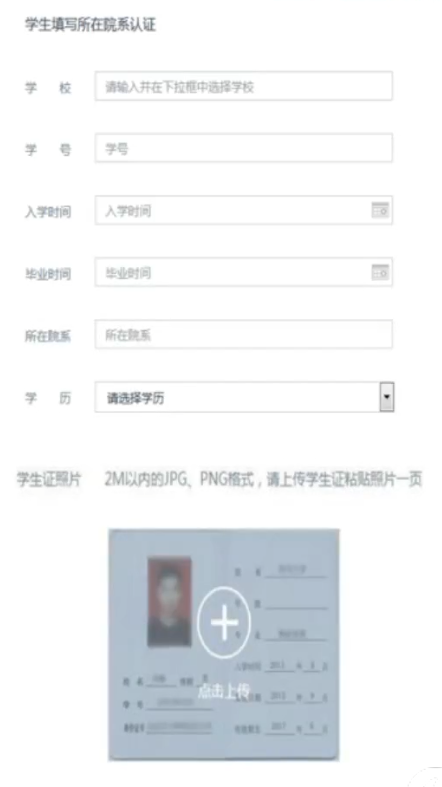 学生填写所在院系认证
学 校 请输入并在下拉框中选择学校
学 号 学号
入学时间 入学时间
毕业时间 毕业时间
所在院系 所在院系
学 历 请选择学历
学生证照片 2M以内的JPG、PNG格式，请上传学生证粘贴照片一页
点击上传
入学时间